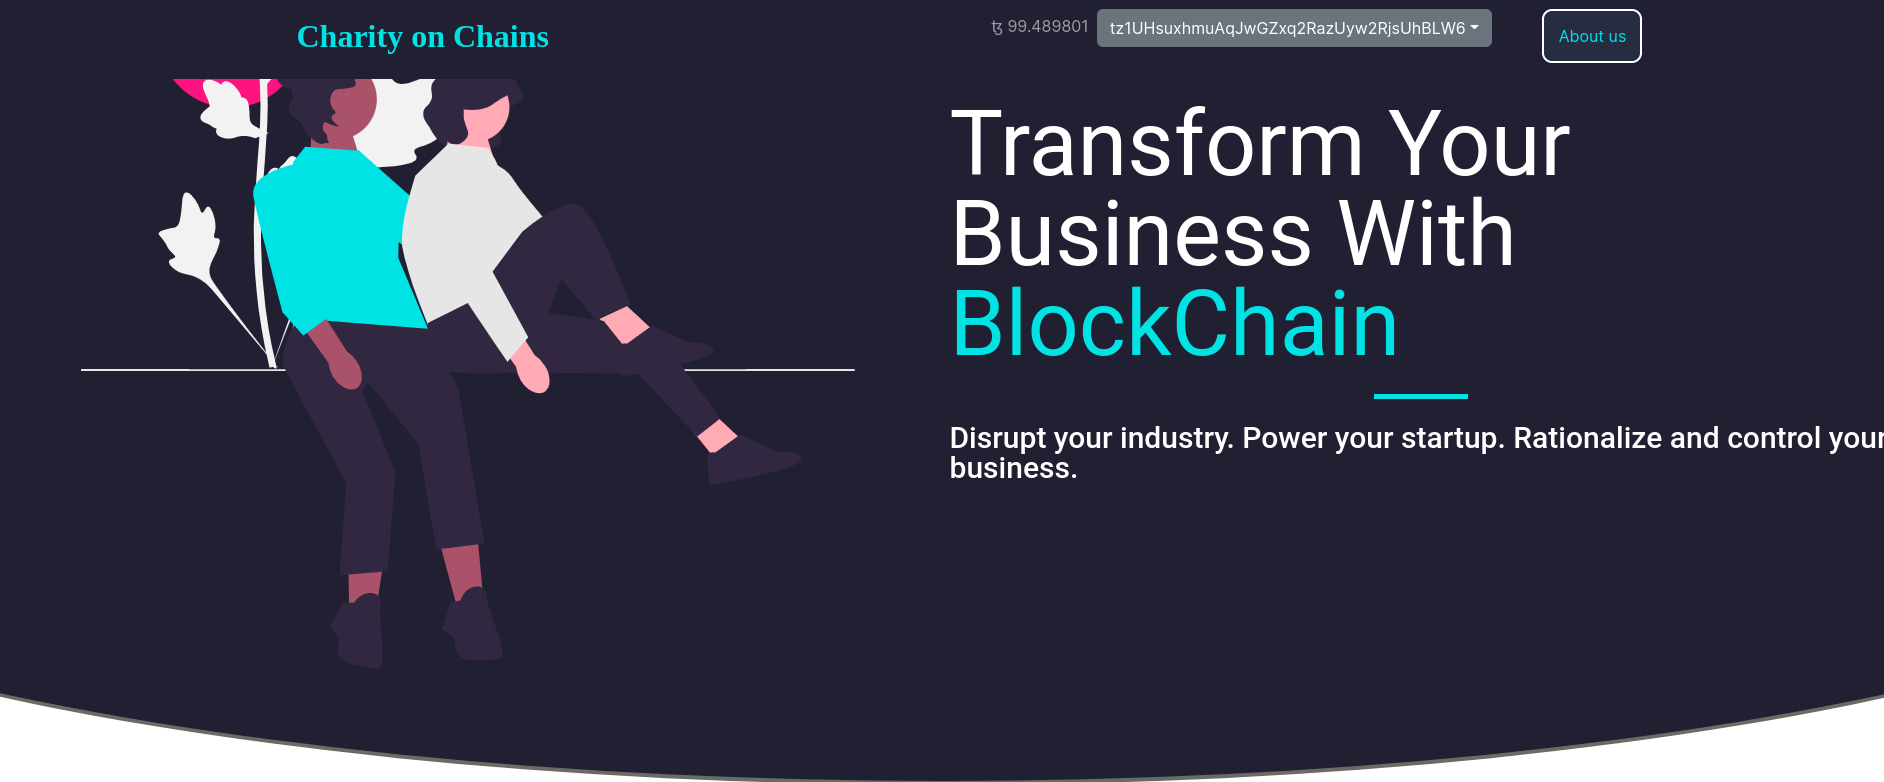 Charity on Chains
ꜩ 99.489801
tz1UHsuxhmuAqJwGZxq2RazUyw2RjsUhBLW6
About us
Transform Your
Business With
BlockChain
Disrupt your industry. Power your startup. Rationalize and control your
business.